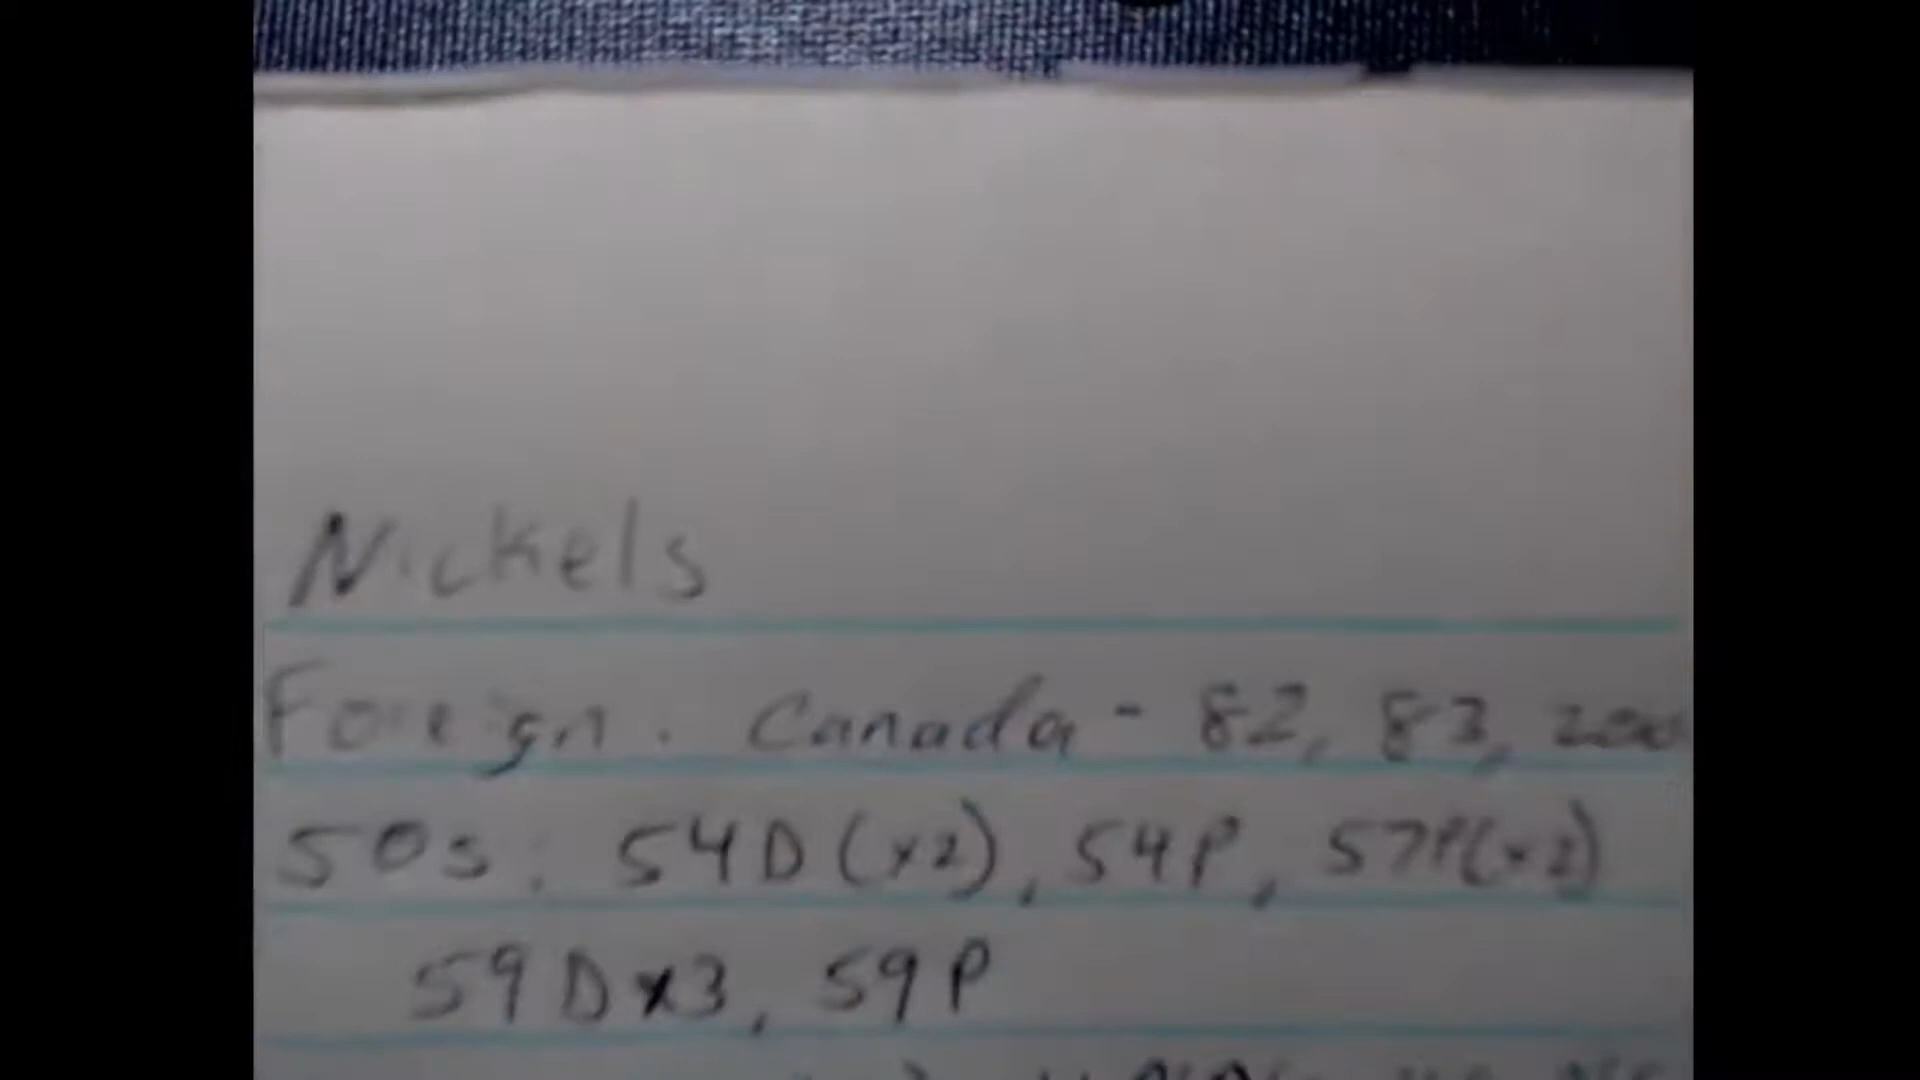 Nickels
Foreign. Canada - 82, 83,
50s: 54D (x2), 54P, 57P(x2)
59D x3, 59P